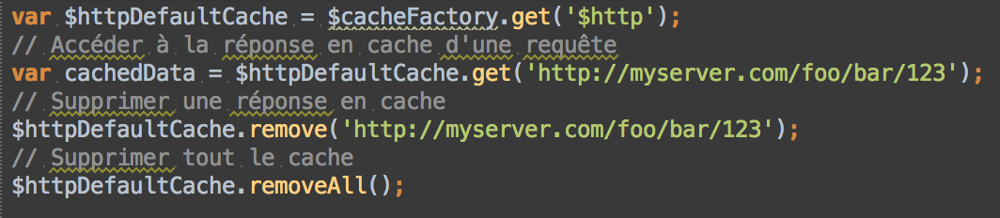 var $httpDefaultCache = $cacheFactory.get('$http');
// Accéder à la réponse en cache d'une requête
var cachedData = $httpDefaultCache.get('http://myserver.com/foo/bar/123');
// Supprimer une réponse en cache
$httpDefaultCache.remove('http://myserver.com/foo/bar/123');
// Supprimer tout le cache
$httpDefaultCache.removeAll();